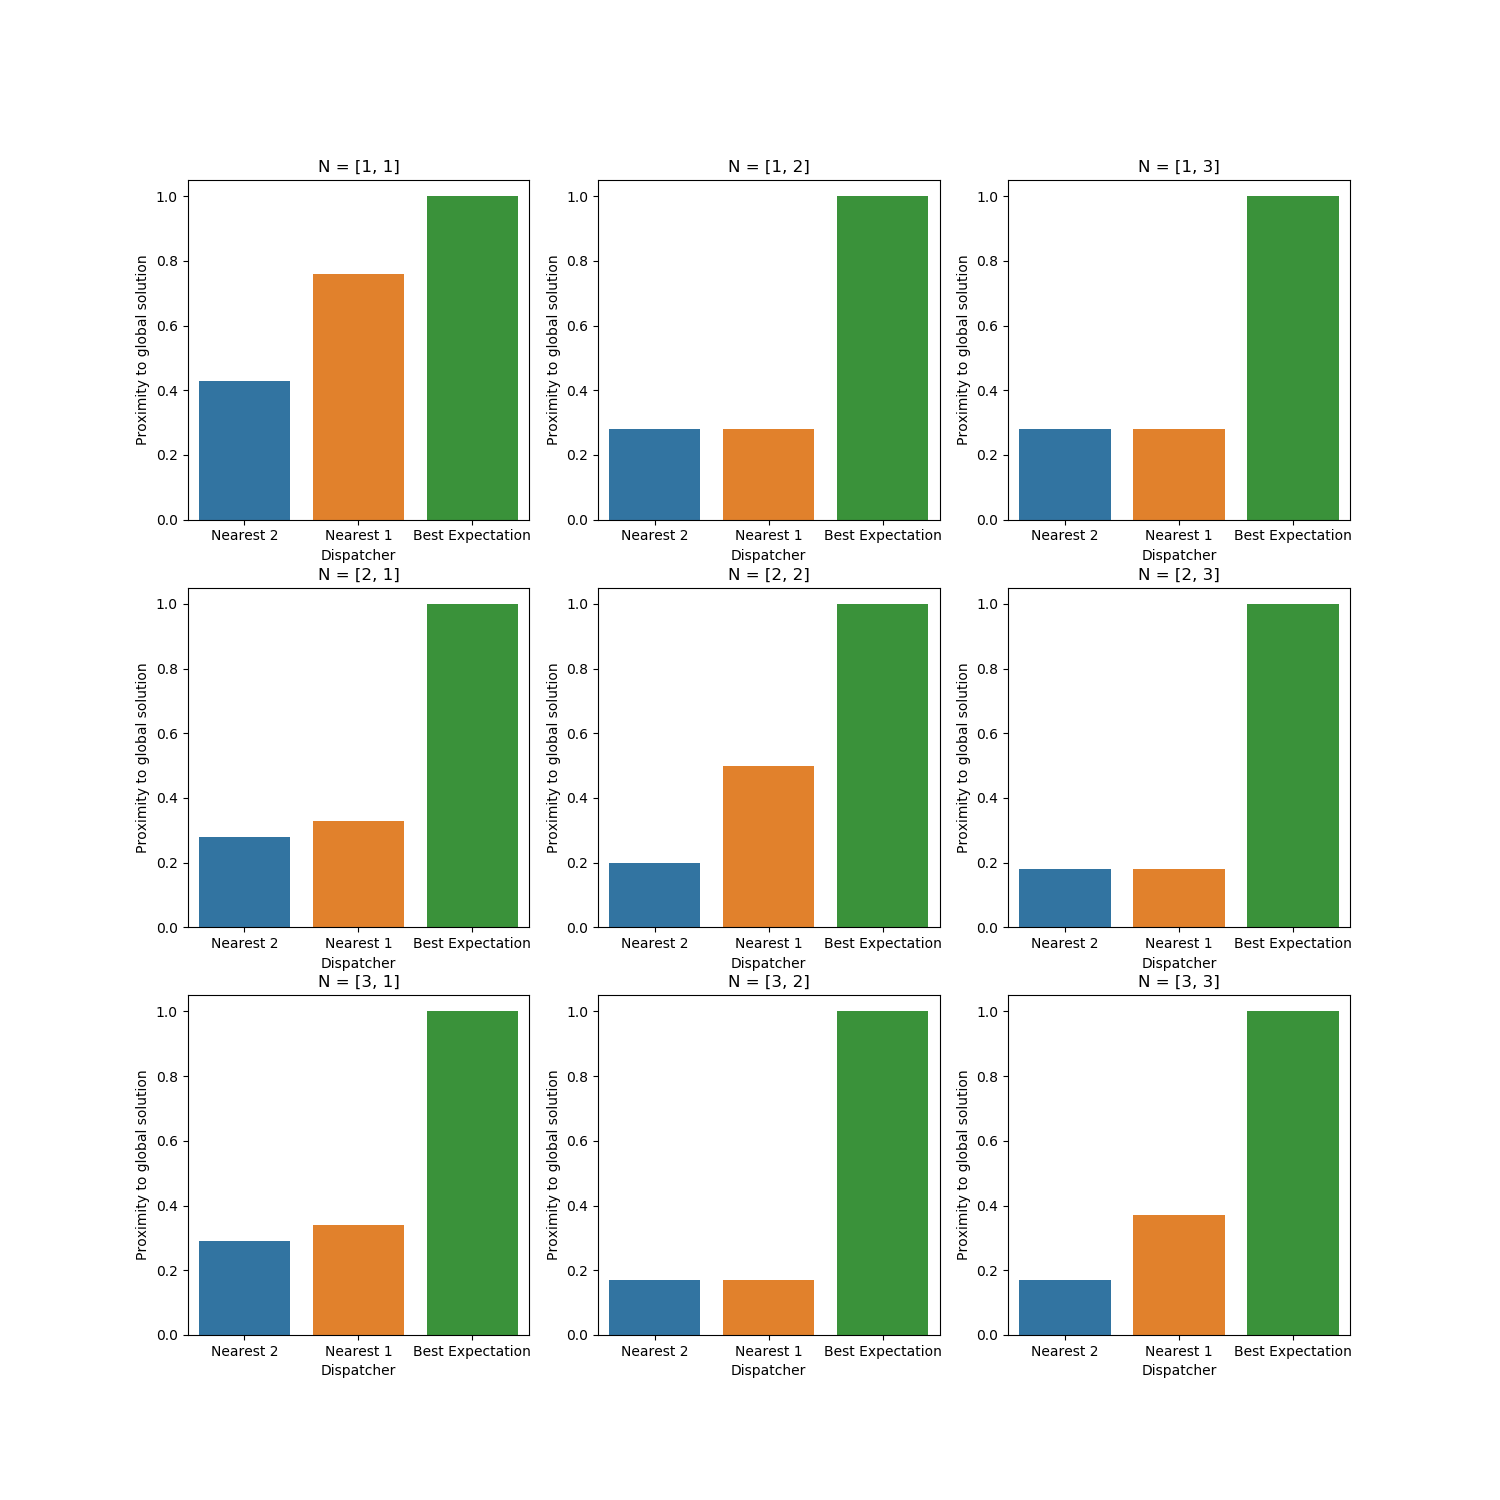 N = [1, 1]
Proximity to global solution
1.0
0.8
0.6
0.4
0.2
0.0
Nearest 2 Nearest 1 Best Expectation
Dispatcher
N = [1, 2]
Proximity to global solution
1.0
0.8
0.6
0.4
0.2
0.0
Nearest 2 Nearest 1 Best Expectation
Dispatcher
N = [1, 3]
Proximity to global solution
1.0
0.8
0.6
0.4
0.2
0.0
Nearest 2 Nearest 1 Best Expectation
Dispatcher
N = [2, 1]
Proximity to global solution
1.0
0.8
0.6
0.4
0.2
0.0
Nearest 2 Nearest 1 Best Expectation
Dispatcher
N = [2, 2]
Proximity to global solution
1.0
0.8
0.6
0.4
0.2
0.0
Nearest 2 Nearest 1 Best Expectation
Dispatcher
N = [2, 3]
Proximity to global solution
1.0
0.8
0.6
0.4
0.2
0.0
Nearest 2 Nearest 1 Best Expectation
Dispatcher
N = [3, 1]
Proximity to global solution
1.0
0.8
0.6
0.4
0.2
0.0
Nearest 2 Nearest 1 Best Expectation
Dispatcher
N = [3, 2]
Proximity to global solution
1.0
0.8
0.6
0.4
0.2
0.0
Nearest 2 Nearest 1 Best Expectation
Dispatcher
N = [3, 3]
Proximity to global solution
1.0
0.8
0.6
0.4
0.2
0.0
Nearest 2 Nearest 1 Best Expectation
Dispatcher